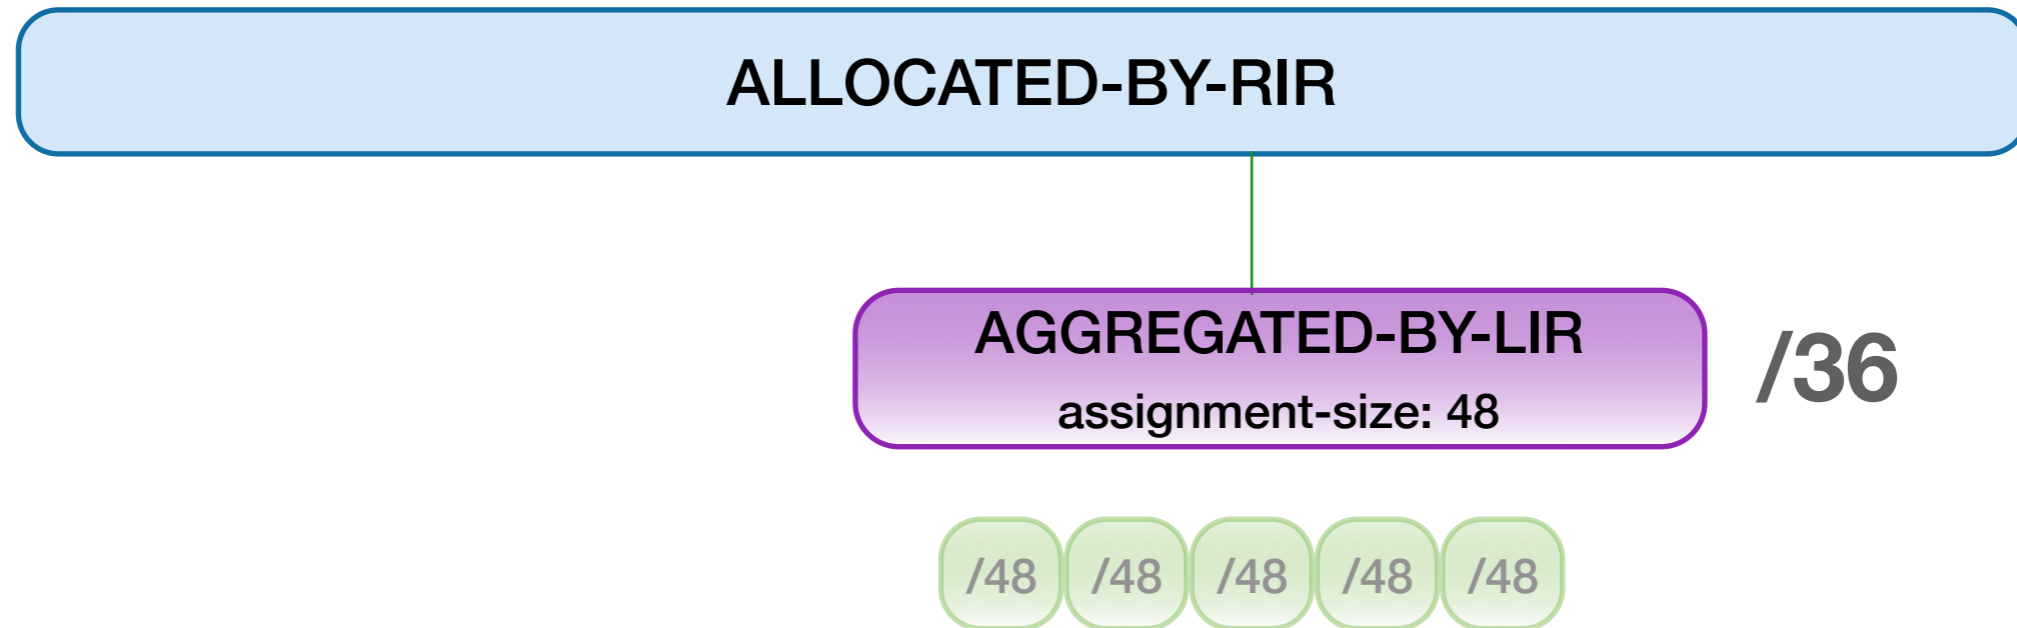 ALLOCATED-BY-RIR
AGGREGATED-BY-LIR
assignment-size: 48
/36
/48 /48 /48 /48 /48